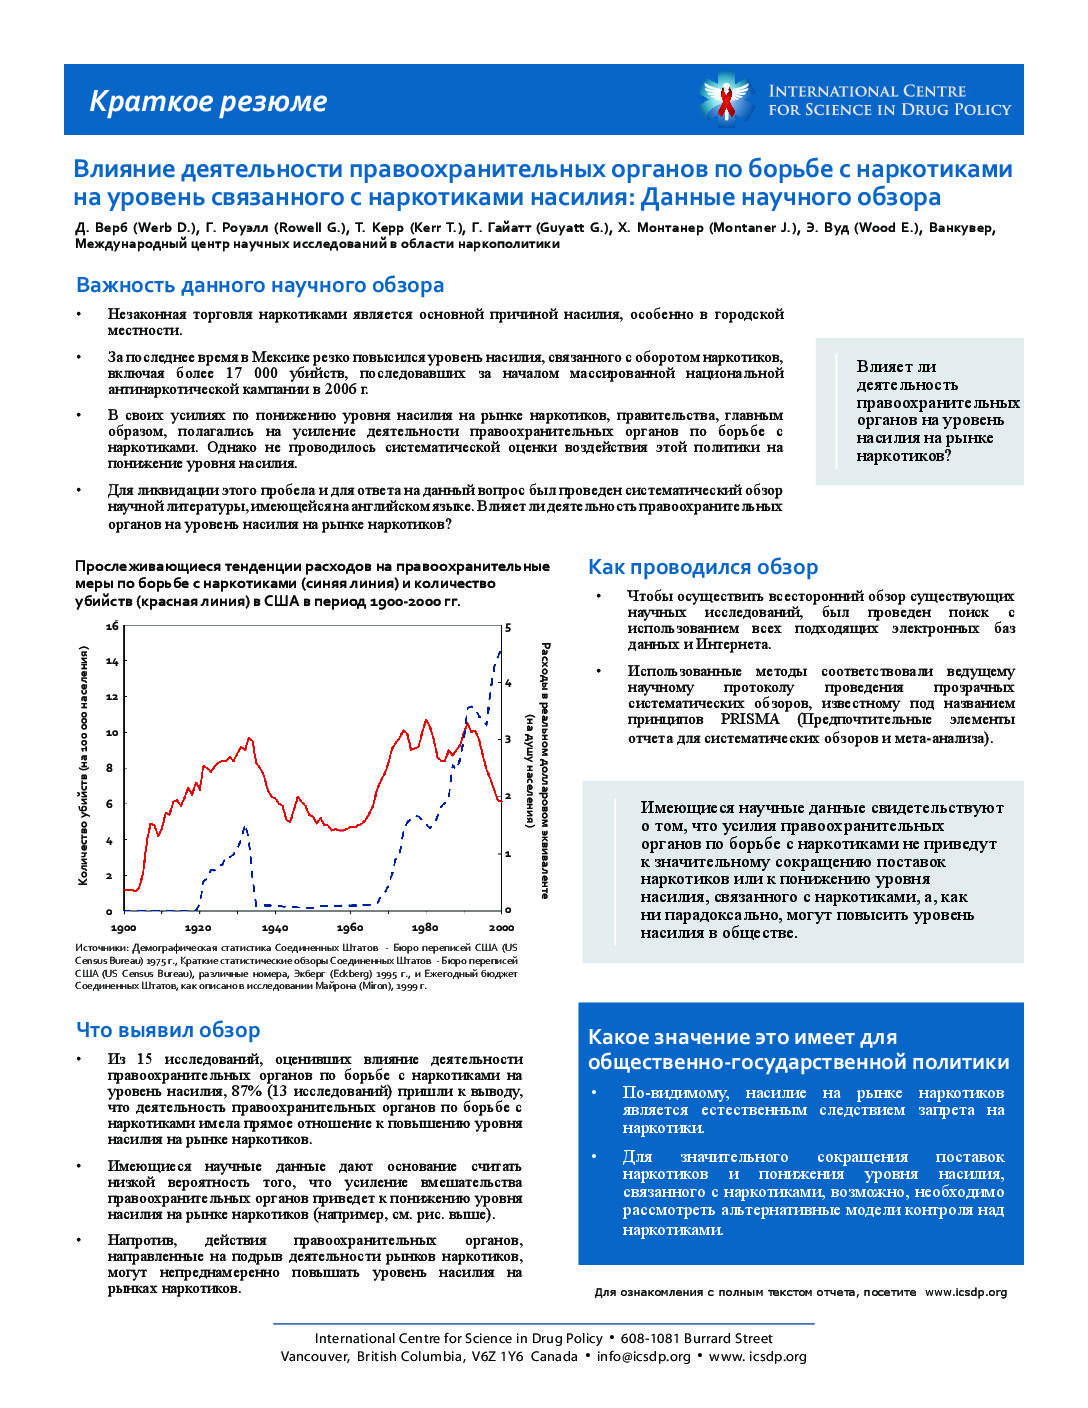 Краткое резюме
INTERNATIONAL CENTRE
FOR SCIENCE IN DRUG POLICY
Влияние деятельности правоохранительных органов по борьбе с наркотиками
на уровень связанного с наркотиками насилия: Данные научного обзора
Д. Верб (Werb D.), Г. Роуэлл (Rowell G.), Т. Керр (Kerr T.), Г. Гайатт (Guyatt G.), Х. Монтанер (Montaner J.), Э. Вуд (Wood E.), Ванкувер,
Международный центр научных исследований в области наркополитики
Важность данного научного обзора
• Незаконная торговля наркотиками является основной причиной насилия, особенно в городской
местности.
• За последнее время в Мексике резко повысился уровень насилия, связанного с оборотом наркотиков,
включая более 17 000 убийств, последовавших за началом массированной национальной
антинаркотической кампании в 2006 г.
• В своих усилиях по понижению уровня насилия на рынке наркотиков, правительства, главным
образом, полагались на усиление деятельности правоохранительных органов по борьбе с
наркотиками. Однако не проводилось систематической оценки воздействия этой политики на
понижение уровня насилия.
• Для ликвидации этого пробела и для ответа на данный вопрос был проведен систематический обзор
научной литературы, имеющейся на английском языке. Влияет ли деятельность правоохранительных
органов на уровень насилия на рынке наркотиков?
Влияет ли
деятельность
правоохранительных
органов на уровень
насилия на рынке
наркотиков?
Прослеживающиеся тенденции расходов на правоохранительные
меры по борьбе с наркотиками (синяя линия) и количество
убийств (красная линия) в США в период 1900-2000 гг.
Количество убийств (на 100 000 населения)
16
14
12
10
8
6
4
2
0
5
4
3
2
1
0
1900 1920 1940 1960 1980 2000
Расходы в реальном долларовом эквиваленте
(на душу населения)
Источники: Демографическая статистика Соединенных Штатов - Бюро переписей США (US
Census Bureau) 1975 г., Краткие статистические обзоры Соединенных Штатов - Бюро переписей
США (US Census Bureau), различные номера, Экберг (Eckberg) 1995 г., и Ежегодный бюджет
Соединенных Штатов, как описано в исследовании Майрона (Miron), 1999 г.
Как проводился обзор
• Чтобы осуществить всесторонний обзор существующих
научных исследований, был проведен поиск с
использованием всех подходящих электронных баз
данных и Интернета.
• Использованные методы соответствовали ведущему
научному протоколу проведения прозрачных
систематических обзоров, известному под названием
принципов PRISMA (Предпочтительные элементы
отчета для систематических обзоров и мета-анализа).
Имеющиеся научные данные свидетельствуют
о том, что усилия правоохранительных
органов по борьбе с наркотиками не приведут
к значительному сокращению поставок
наркотиков или к понижению уровня
насилия, связанного с наркотиками, а, как
ни парадоксально, могут повысить уровень
насилия в обществе.
Что выявил обзор
• Из 15 исследований, оценивших влияние деятельности
правоохранительных органов по борьбе с наркотиками на
уровень насилия, 87% (13 исследований) пришли к выводу,
что деятельность правоохранительных органов по борьбе с
наркотиками имела прямое отношение к повышению уровня
насилия на рынке наркотиков.
• Имеющиеся научные данные дают основание считать
низкой вероятность того, что усиление вмешательства
правоохранительных органов приведет к понижению уровня
насилия на рынке наркотиков (например, см. рис. выше).
• Напротив, действия правоохранительных органов,
направленные на подрыв деятельности рынков наркотиков,
могут непреднамеренно повышать уровень насилия на
рынках наркотиков.
Какое значение это имеет для
общественно-государственной политики
• По-видимому, насилие на рынке наркотиков
является естественным следствием запрета на
наркотики.
• Для значительного сокращения поставок
наркотиков и понижения уровня насилия,
связанного с наркотиками, возможно, необходимо
рассмотреть альтернативные модели контроля над
наркотиками.
Для ознакомления с полным текстом отчета, посетите www.icsdp.org
International Centre for Science in Drug Policy • 608-1081 Burrard Street
Vancouver, British Columbia, V6Z 1Y6 Canada • info@icsdp.org • www. icsdp.org